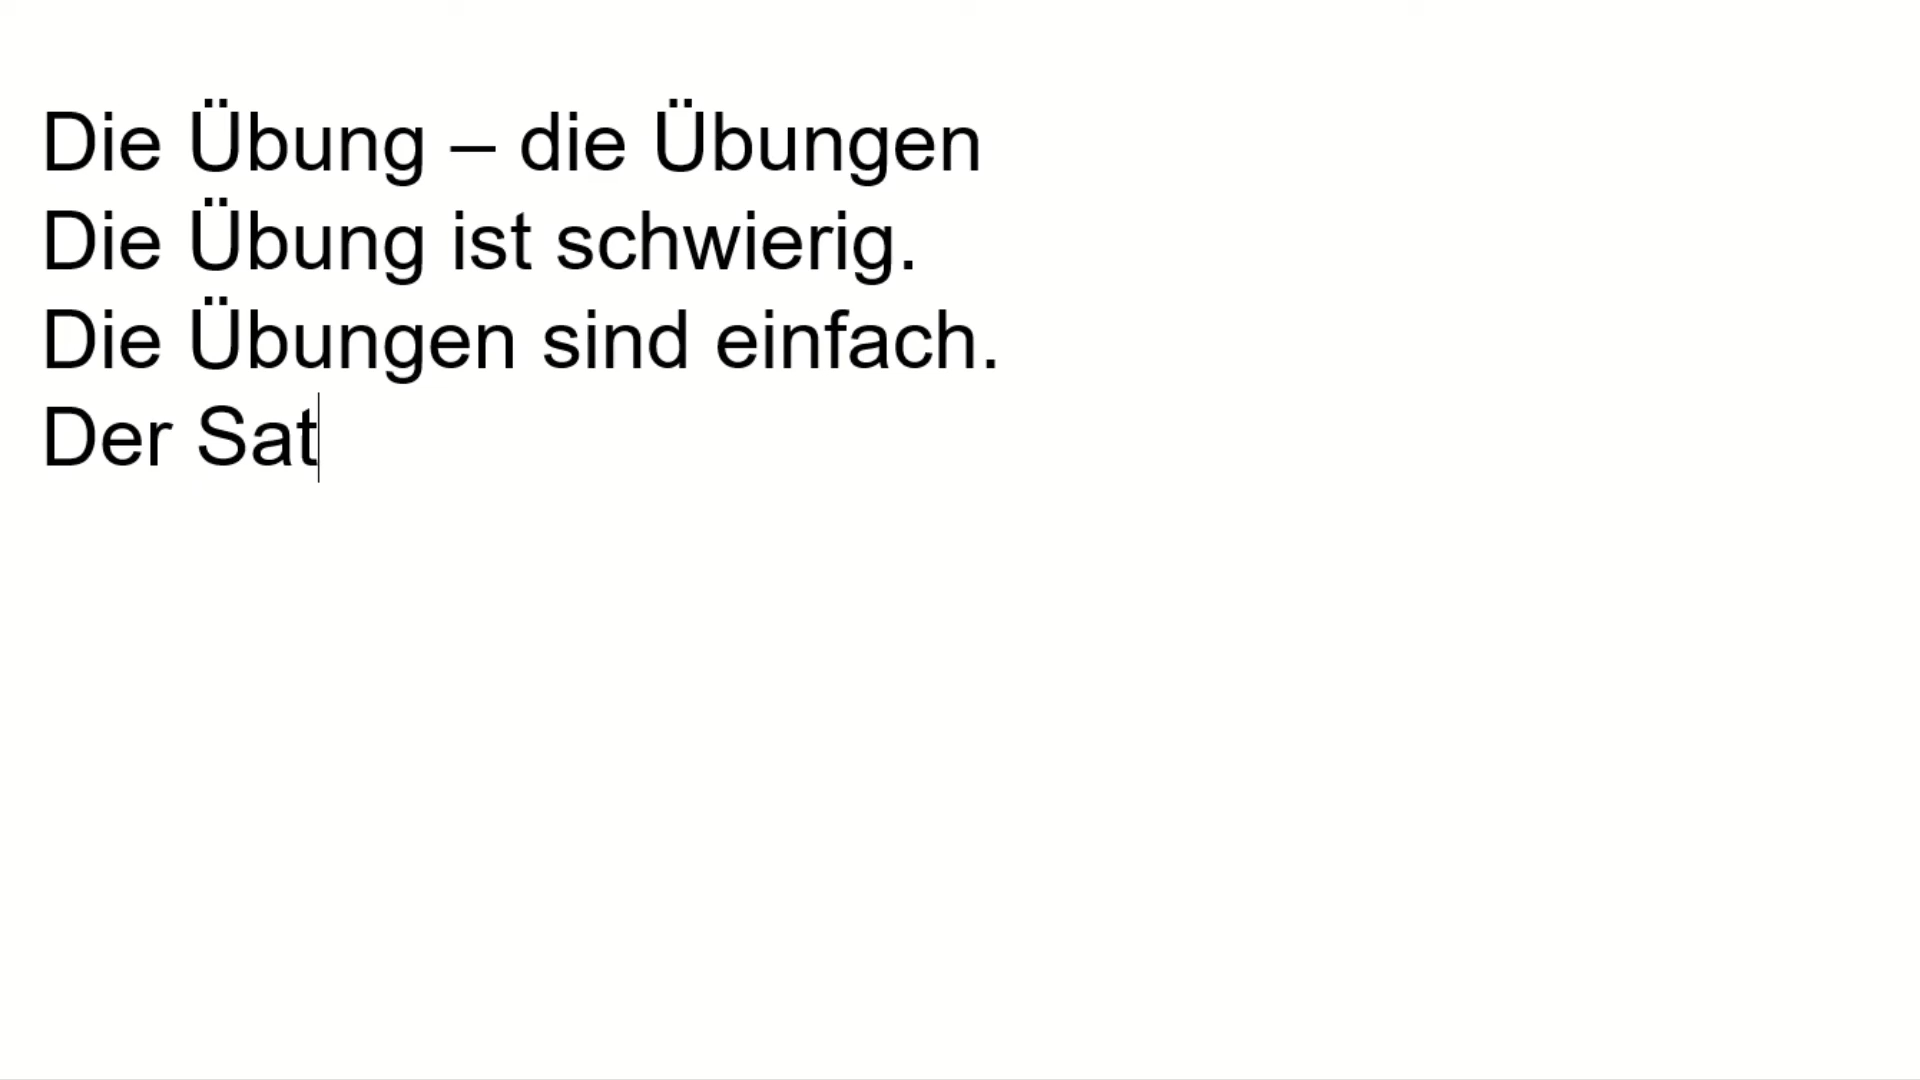 Die Übung – die Übungen
Die Übung ist schwierig.
Die Übungen sind einfach.
Der Sat